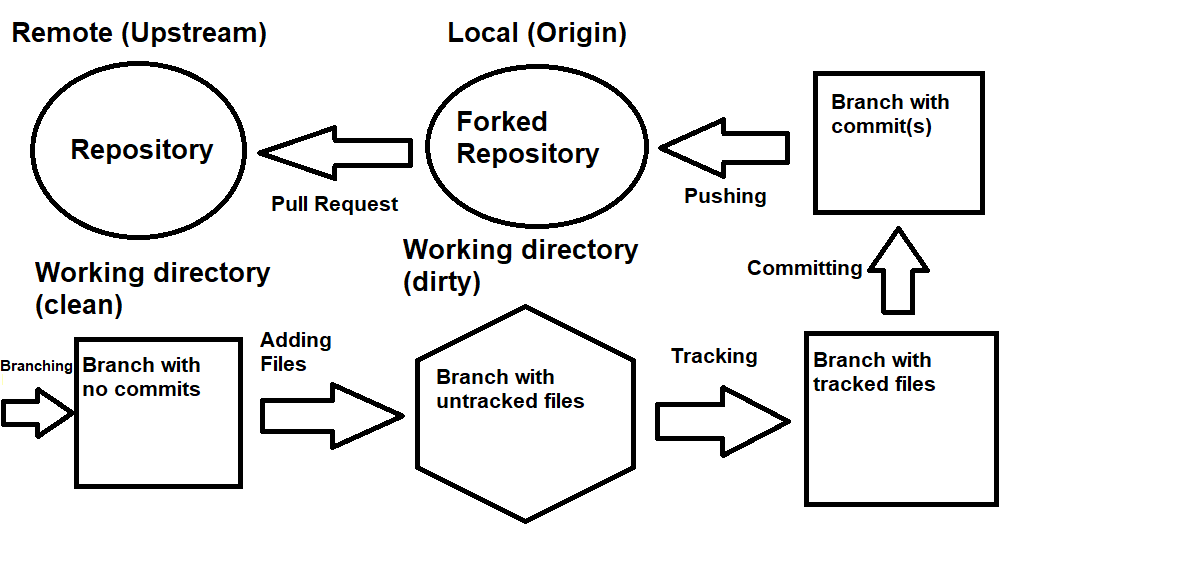 Remote (Upstream)
Local (Origin)
Repository
Pull Request
Forked
Repository
Pushing
Branch with
commit(s)
Working directory
(clean)
Working directory
(dirty)
Committing
Branching
Branch with
no commits
Adding
Files
Branch with
untracked files
Tracking
Branch with
tracked files